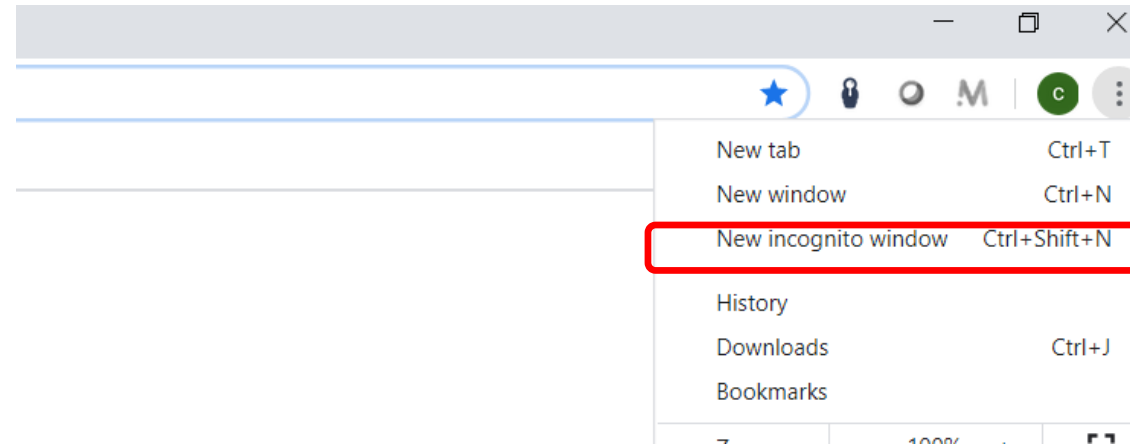 C
New tab Ctrl+T
New window Ctrl+N
New incognito window Ctrl+Shift+N
History
Downloads Ctrl+J
Bookmarks